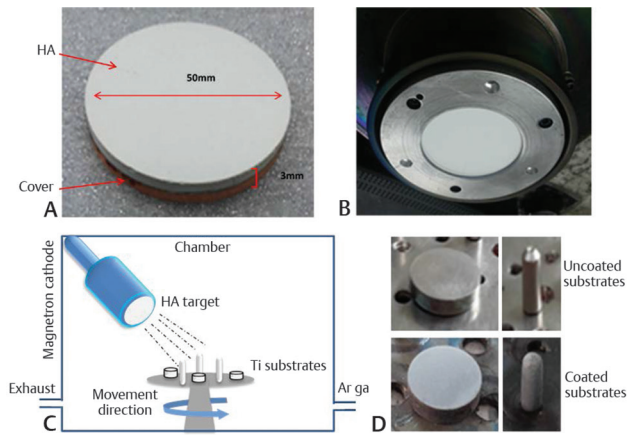 HA
50mm
3mm
Cover
A
B
Chamber
Magnetron cathode
HA target
Ti substrates
Exhaust
Movement
direction
Ar ga
C
Uncoated
substrates
Coated
substrates
D